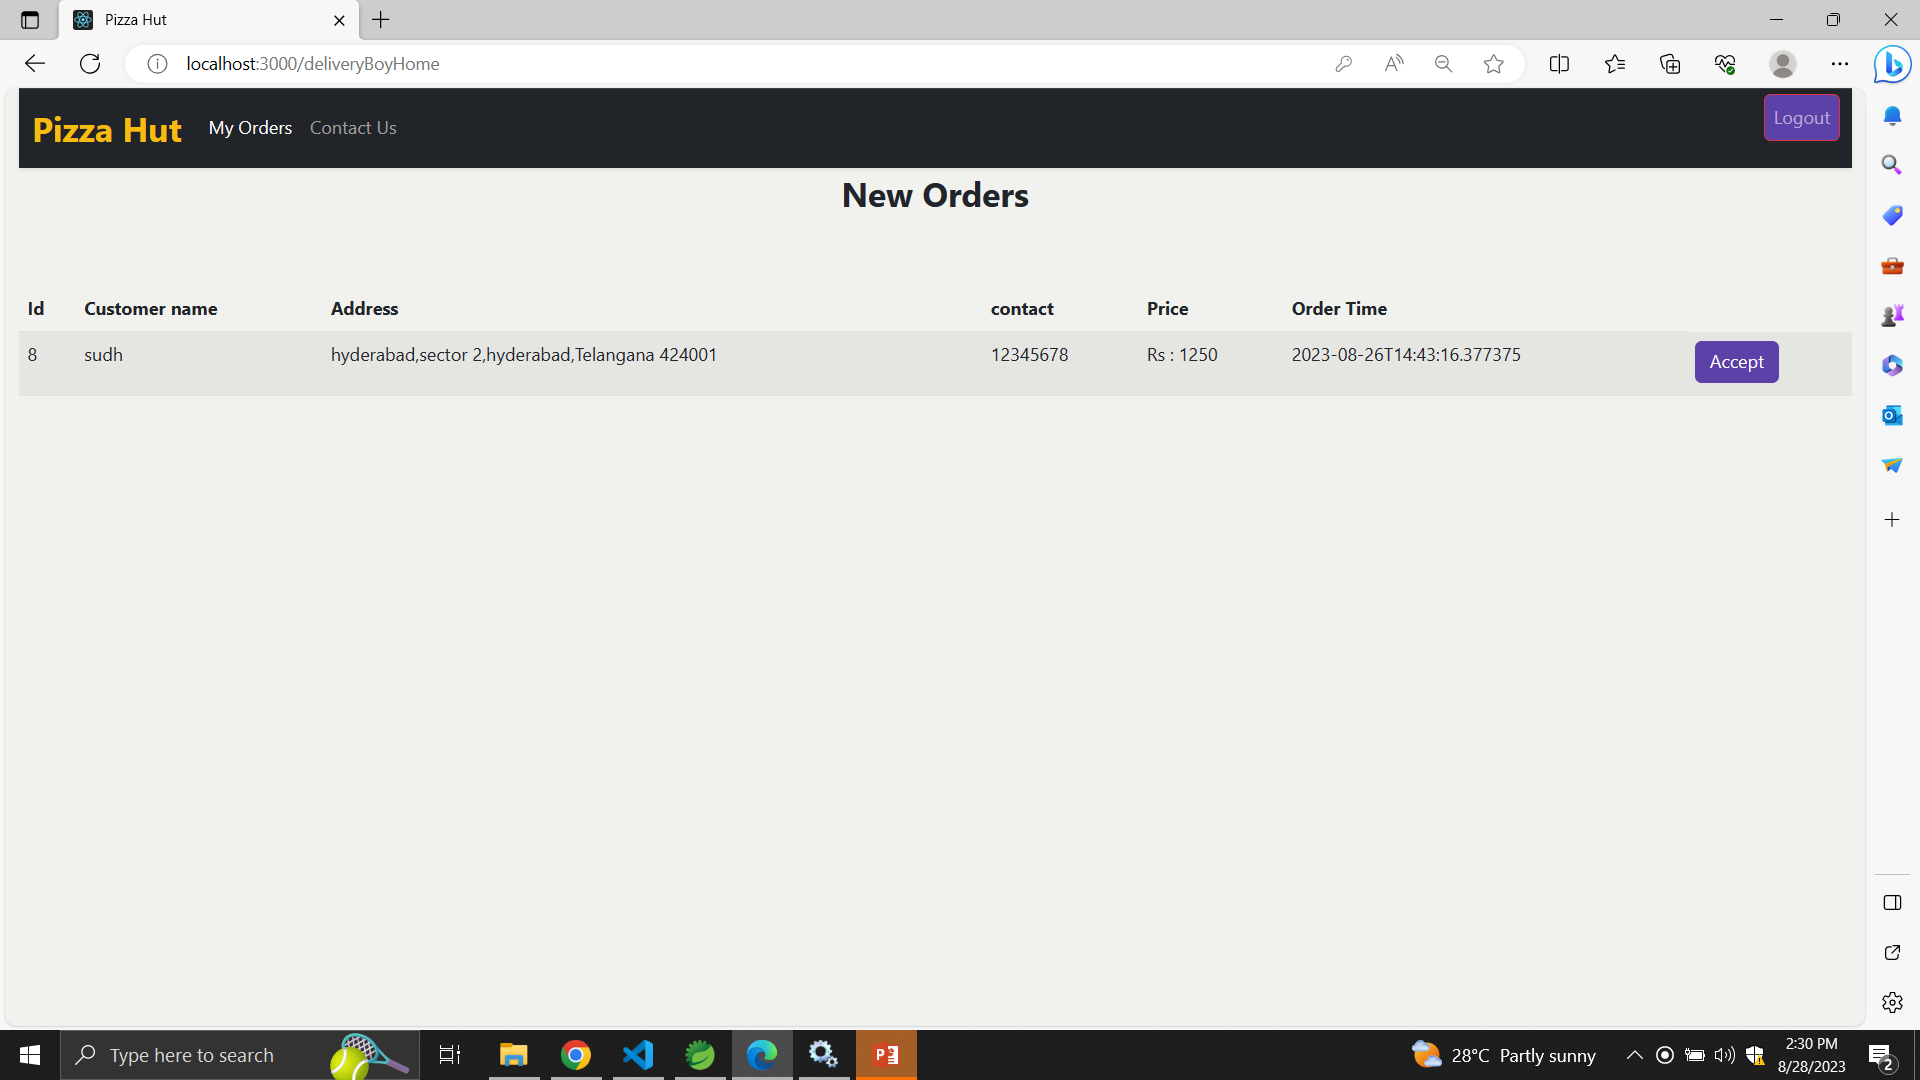 Pizza Hut
localhost:3000/deliveryBoyHome
Pizza Hut My Orders Contact Us Logout
New Orders
Id Customer name Address contact Price Order Time
8 sudh hyderabad,sector 2,hyderabad,Telangana 424001 12345678 Rs : 1250 2023-08-26T14:43:16.377375 Accept
Type here to search
28°C Partly sunny
2:30 PM
8/28/2023
2